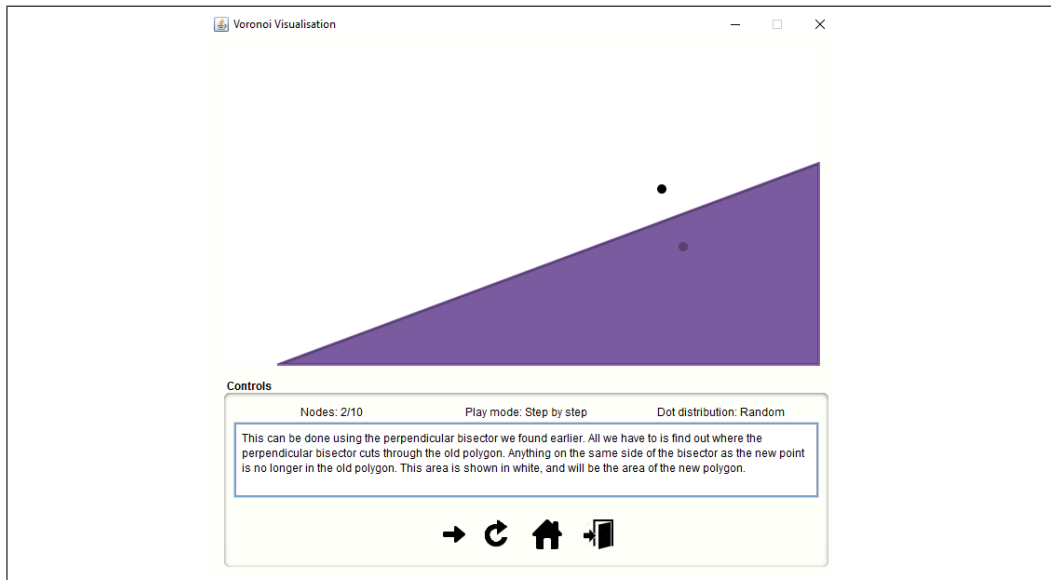 Voronoi Visualisation
Controls
Nodes: 2/10 Play mode: Step by step Dot distribution: Random
This can be done using the perpendicular bisector we found earlier. All we have to is find out where the
perpendicular bisector cuts through the old polygon. Anything on the same side of the bisector as the new point
is no longer in the old polygon. This area is shown in white, and will be the area of the new polygon.